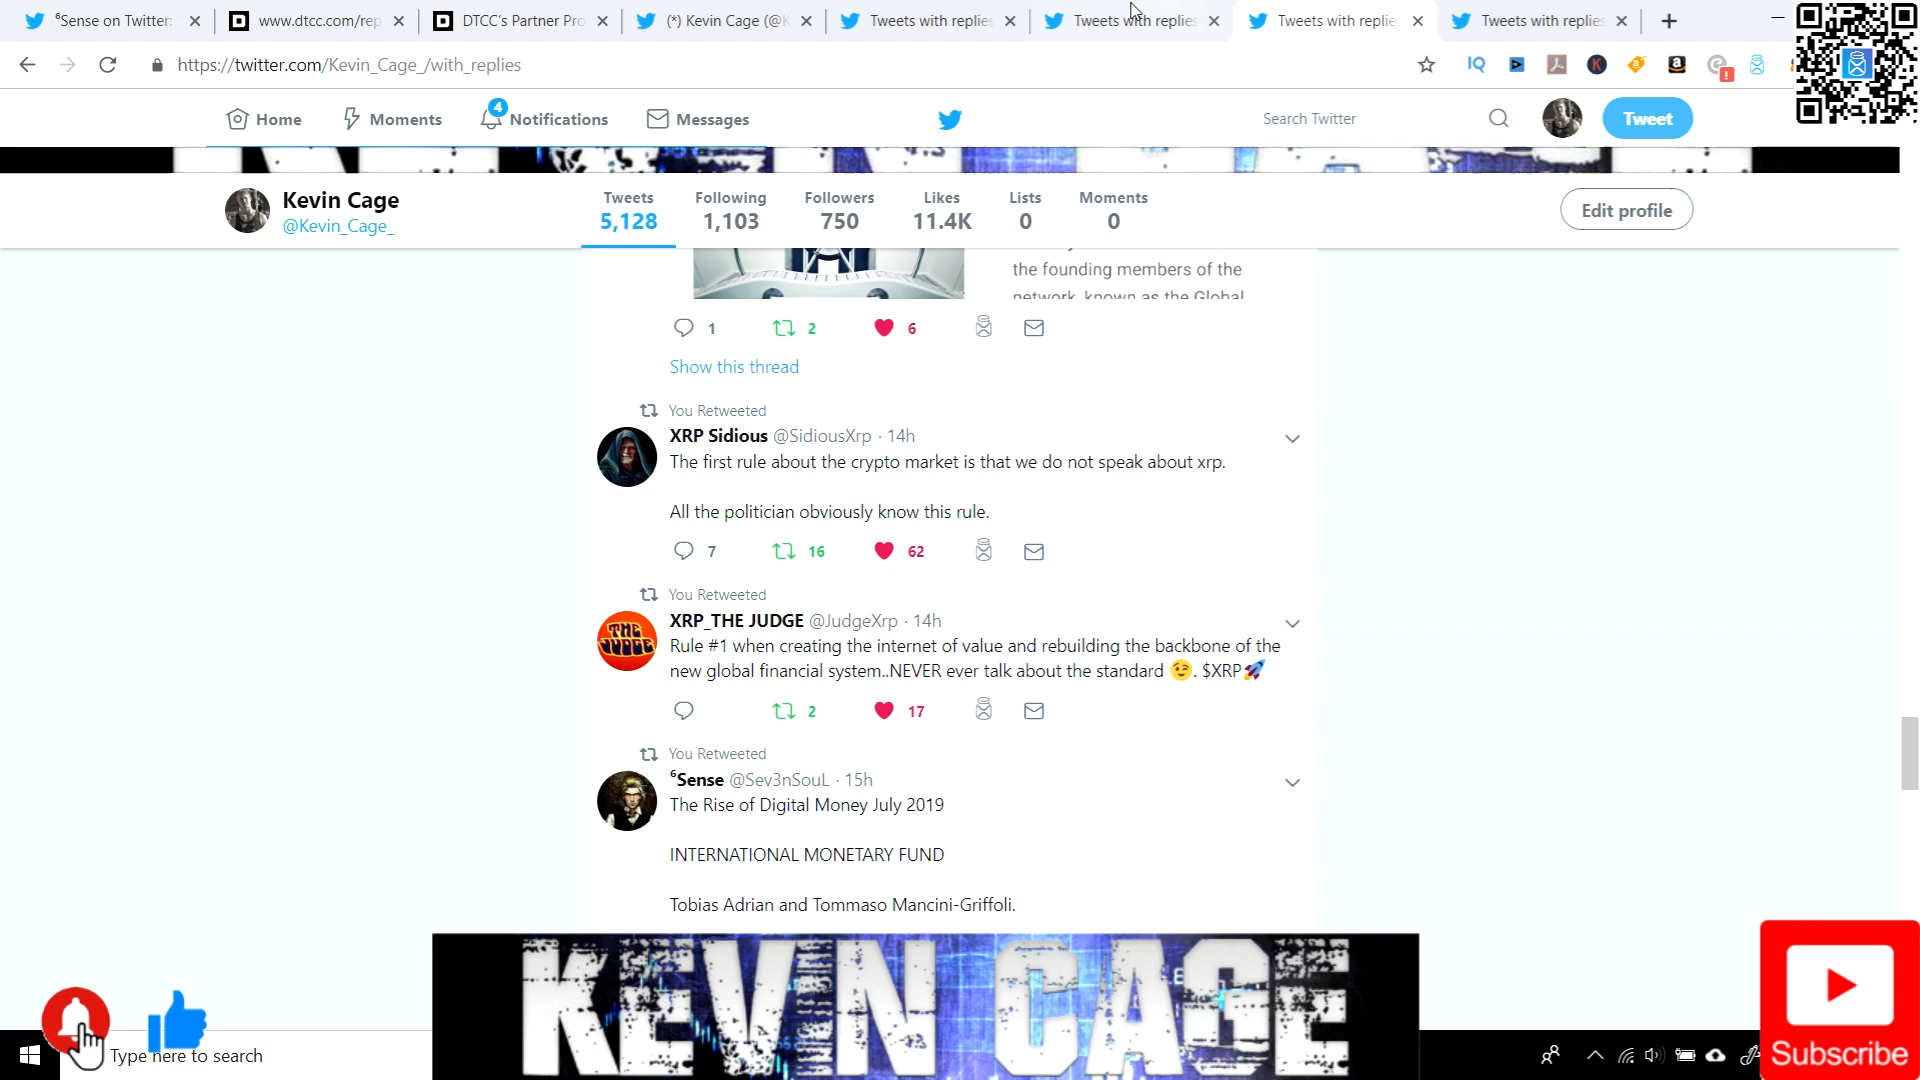 ⁶Sense on Twitter:
www.dtcc.com/rep
DTCC's Partner Pro
(*) Kevin Cage (@K
Tweets with replies
Tweets with replies
Tweets with replie
Tweets with replies
https://twitter.com/Kevin_Cage_/with_replies
IQ
Home
Moments
4
Notifications
Messages
Search Twitter
Tweet
Kevin Cage
@Kevin_Cage_
Tweets
5,128
Following
1,103
Followers
750
Likes
11.4K
Lists
0
Moments
0
Edit profile
the founding members of the
network, known as the Global
1
2
6
Show this thread
You Retweeted
XRP Sidious @SidiousXrp · 14h
The first rule about the crypto market is that we do not speak about xrp.
All the politician obviously know this rule.
7
16
62
You Retweeted
THE JUDGE
XRP_THE JUDGE @JudgeXrp · 14h
Rule #1 when creating the internet of value and rebuilding the backbone of the
new global financial system..NEVER ever talk about the standard 😉. $XRP🚀
2
17
You Retweeted
⁶Sense @Sev3nSouL · 15h
The Rise of Digital Money July 2019
INTERNATIONAL MONETARY FUND
Tobias Adrian and Tommaso Mancini-Griffoli.
KEVIN CAGE
Type here to search
Subscribe